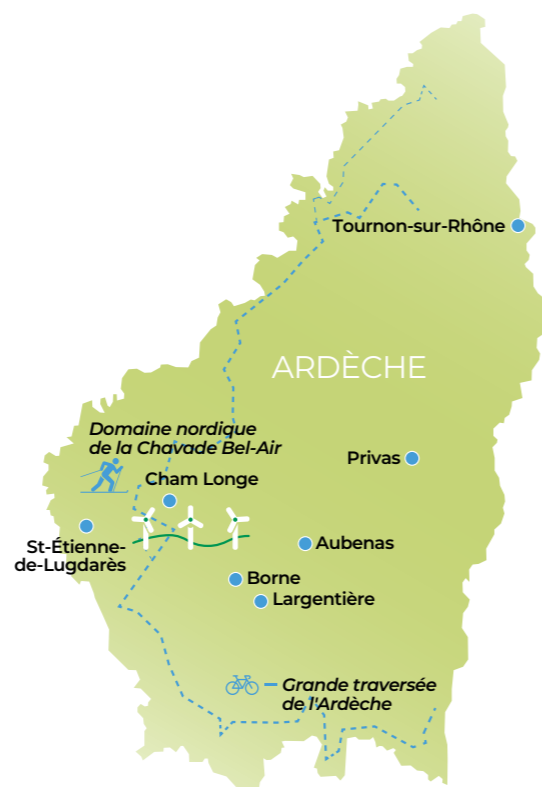 Tournon-sur-Rhône
ARDÈCHE
Domaine nordique
de la Chavade Bel-Air
Privas
Cham Longe
St-Étienne-
de-Lugdarès
Aubenas
Borne
Largentière
Grande traversée
de l'Ardèche